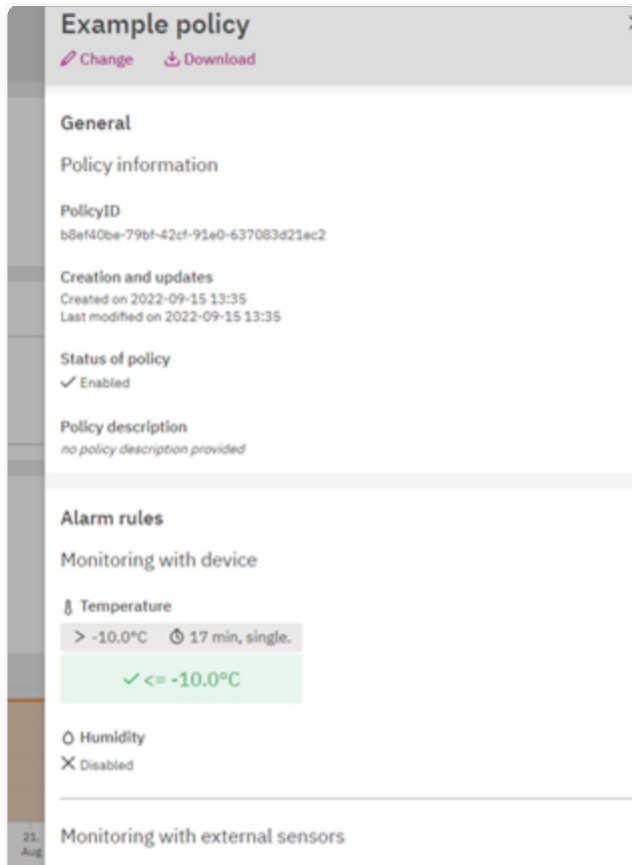 Example policy
Change Download
General
Policy information
PolicyID
b8ef40be-79bf-42cf-91e0-637083d21ec2
Creation and updates
Created on 2022-09-15 13:35
Last modified on 2022-09-15 13:35
Status of policy
Enabled
Policy description
no policy description provided
Alarm rules
Monitoring with device
Temperature
> -10.0°C 17 min, single.
<= -10.0°C
Humidity
Disabled
21.
Aug
Monitoring with external sensors